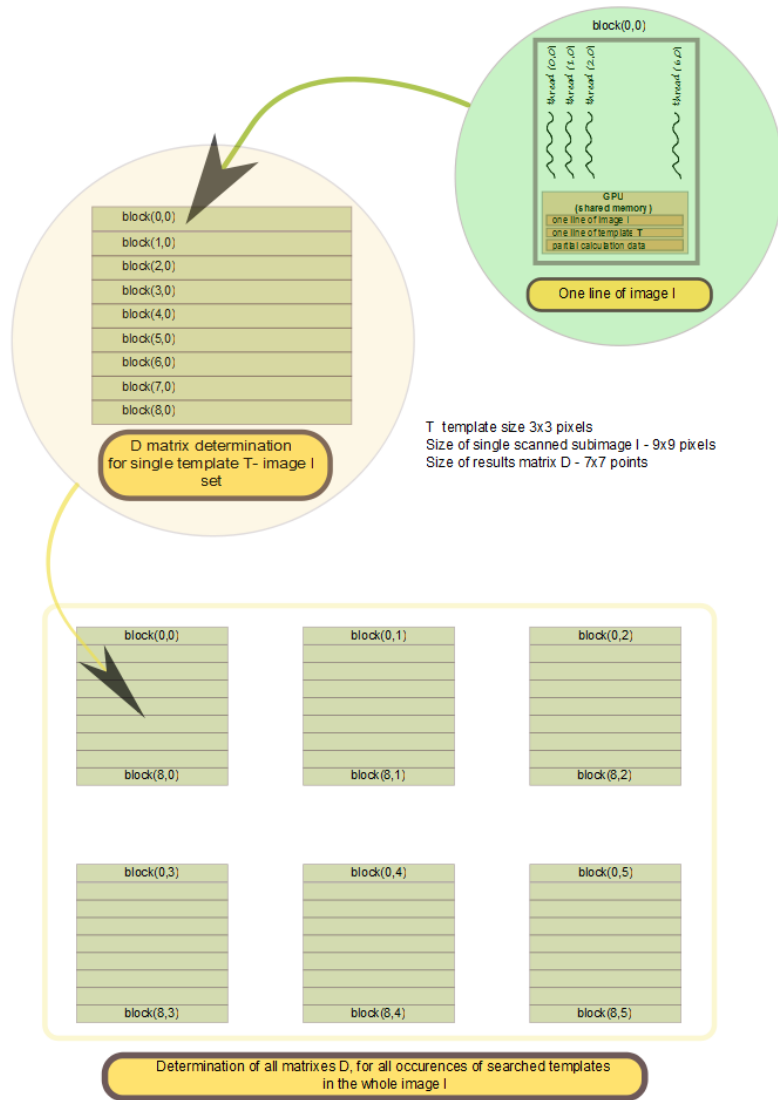 block(0,0)
thread (0,0)
thread (1,0)
thread (2,0)
thread (6,0)
GPU
(shared memory)
one line of image I
one line of template T
partial calculation data
One line of image I
block(0,0)
block(1,0)
block(2,0)
block(3,0)
block(4,0)
block(5,0)
block(6,0)
block(7,0)
block(8,0)
D matrix determination
for single template T- image I
set
T template size 3x3 pixels
Size of single scanned subimage I - 9x9 pixels
Size of results matrix D - 7x7 points
block(0,0) block(0,1) block(0,2)
block(8,0) block(8,1) block(8,2)
block(0,3) block(0,4) block(0,5)
block(8,3) block(8,4) block(8,5)
Determination of all matrixes D, for all occurences of searched templates
in the whole image I